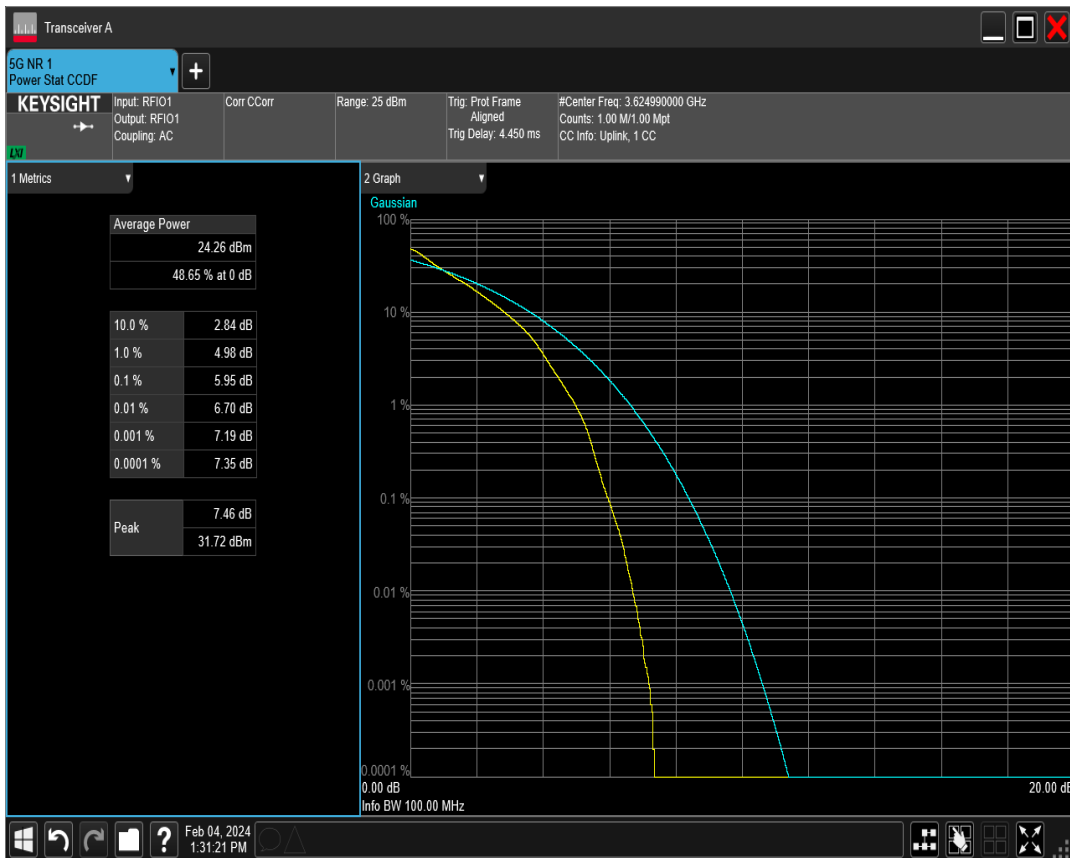 Transceiver A
5G NR 1
Power Stat CCDF
+
KEYSIGHT
LXI
Input: RFIO1
Output: RFIO1
Coupling: AC
Corr CCorr
Range: 25 dBm
Trig: Prot Frame
Aligned
Trig Delay: 4.450 ms
#Center Freq: 3.624990000 GHz
Counts: 1.00 M/1.00 Mpt
CC Info: Uplink, 1 CC
1 Metrics
Average Power
24.26 dBm
48.65 % at 0 dB
10.0 % 2.84 dB
1.0 % 4.98 dB
0.1 % 5.95 dB
0.01 % 6.70 dB
0.001 % 7.19 dB
0.0001 % 7.35 dB
Peak
7.46 dB
31.72 dBm
2 Graph
Gaussian
100 %
10 %
1 %
0.1 %
0.01 %
0.001 %
0.0001 %
0.00 dB 20.00 dB
Info BW 100.00 MHz
?
Feb 04, 2024
1:31:21 PM